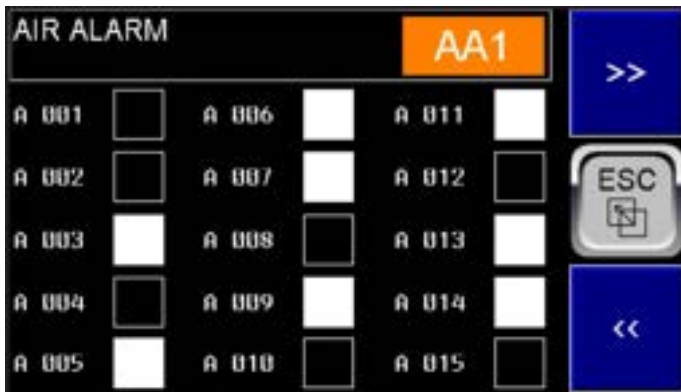 AIR ALARM AA1 >>
A 001 A 006 A 011
A 002 A 007 A 012
ESC
A 003 A 008 A 013
A 004 A 009 A 014
<<
A 005 A 010 A 015